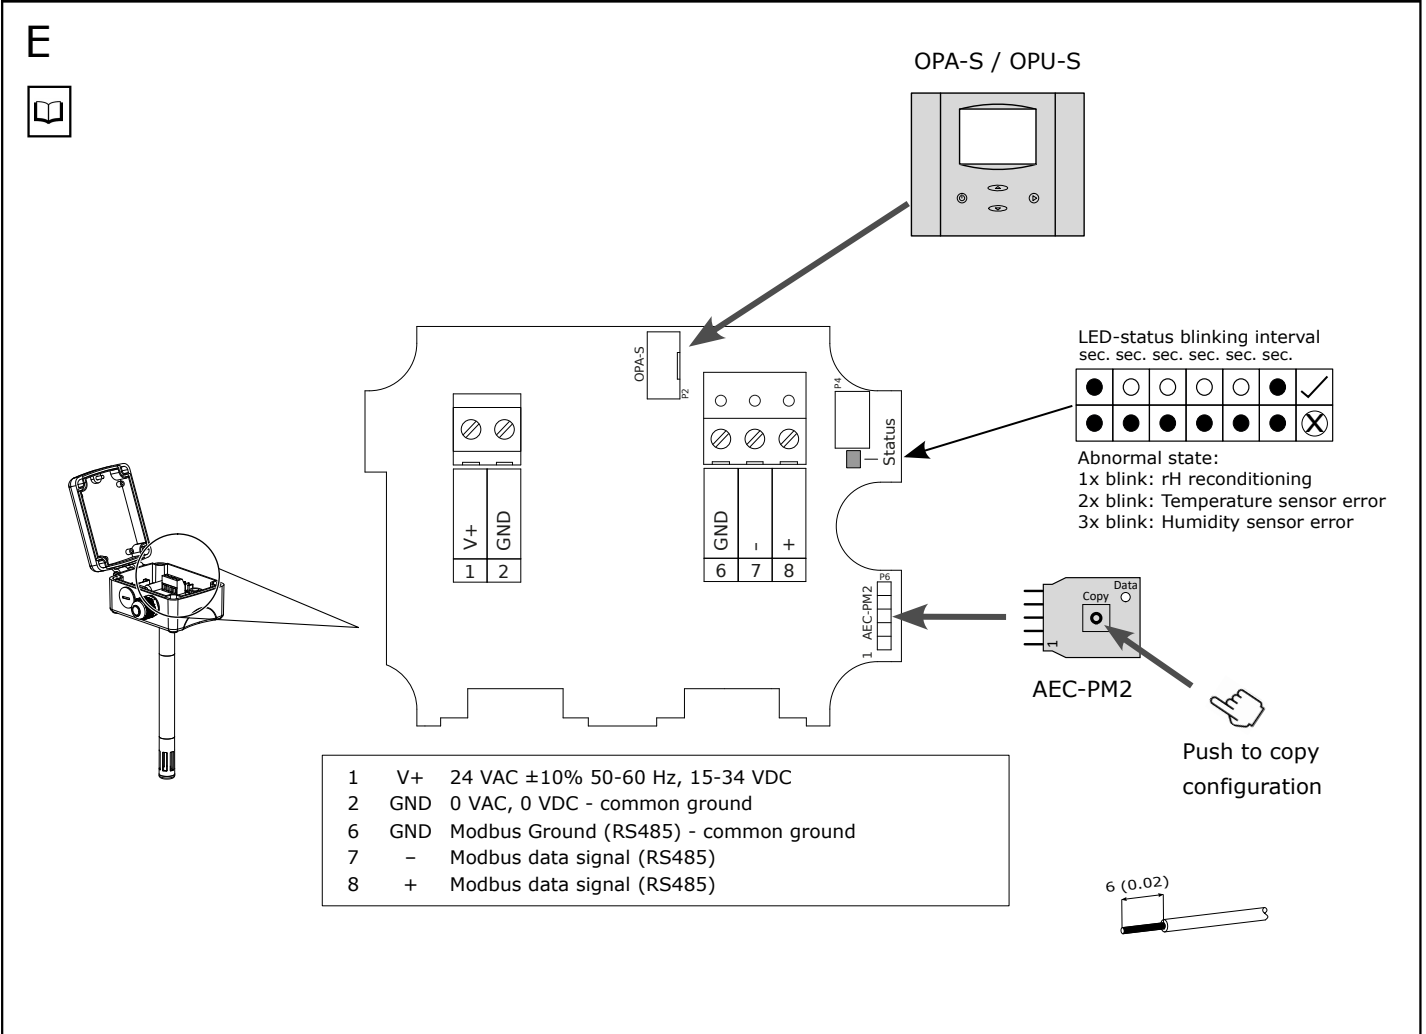 E
OPA-S / OPU-S
OPA-S
P2
P4
Status
LED-status blinking interval
sec. sec. sec. sec. sec. sec.
Abnormal state:
1x blink: rH reconditioning
2x blink: Temperature sensor error
3x blink: Humidity sensor error
V+ GND
1 2
GND - +
6 7 8
P6
AEC-PM2
1
Data
Copy
1
AEC-PM2
Push to copy
configuration
1 V+ 24 VAC ±10% 50-60 Hz, 15-34 VDC
2 GND 0 VAC, 0 VDC - common ground
6 GND Modbus Ground (RS485) - common ground
7 – Modbus data signal (RS485)
8 + Modbus data signal (RS485)
6 (0.02)